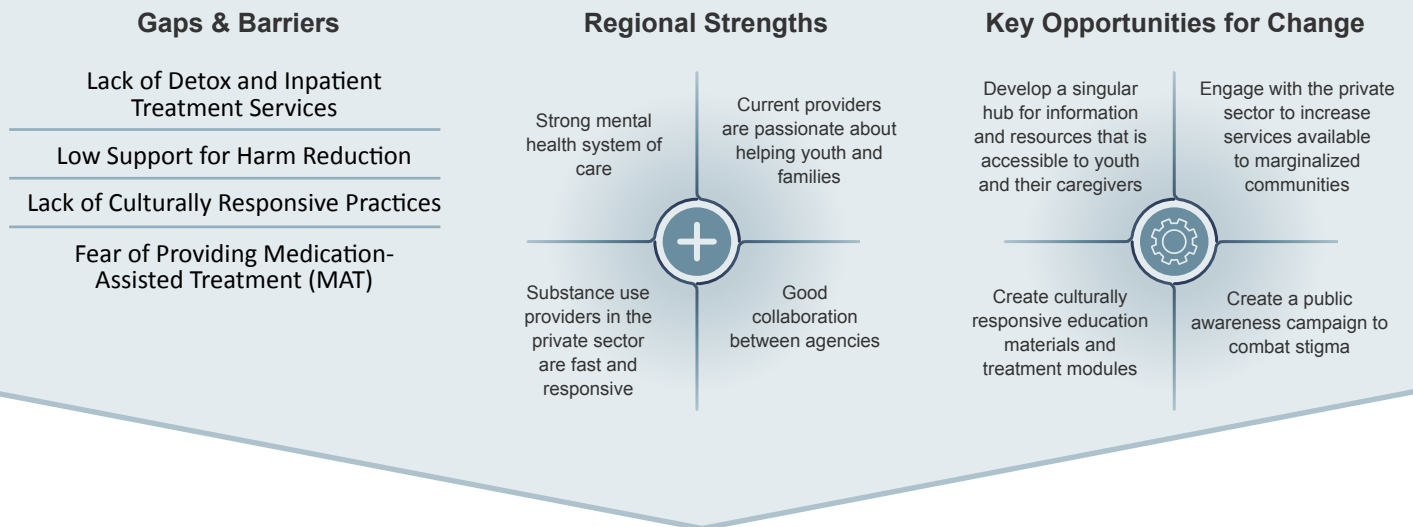 Gaps & Barriers
Lack of Detox and Inpatient
Treatment Services
Low Support for Harm Reduction
Lack of Culturally Responsive Practices
Fear of Providing Medication-
Assisted Treatment (MAT)
Regional Strengths
Strong mental
health system of
care
Current providers
are passionate about
helping youth and
families
Substance use
providers in the
private sector
are fast and
responsive
Good
collaboration
between agencies
Key Opportunities for Change
Develop a singular
hub for information
and resources that is
accessible to youth
and their caregivers
Engage with the private
sector to increase
services available
to marginalized
communities
Create culturally
responsive education
materials and
treatment modules
Create a public
awareness campaign to
combat stigma